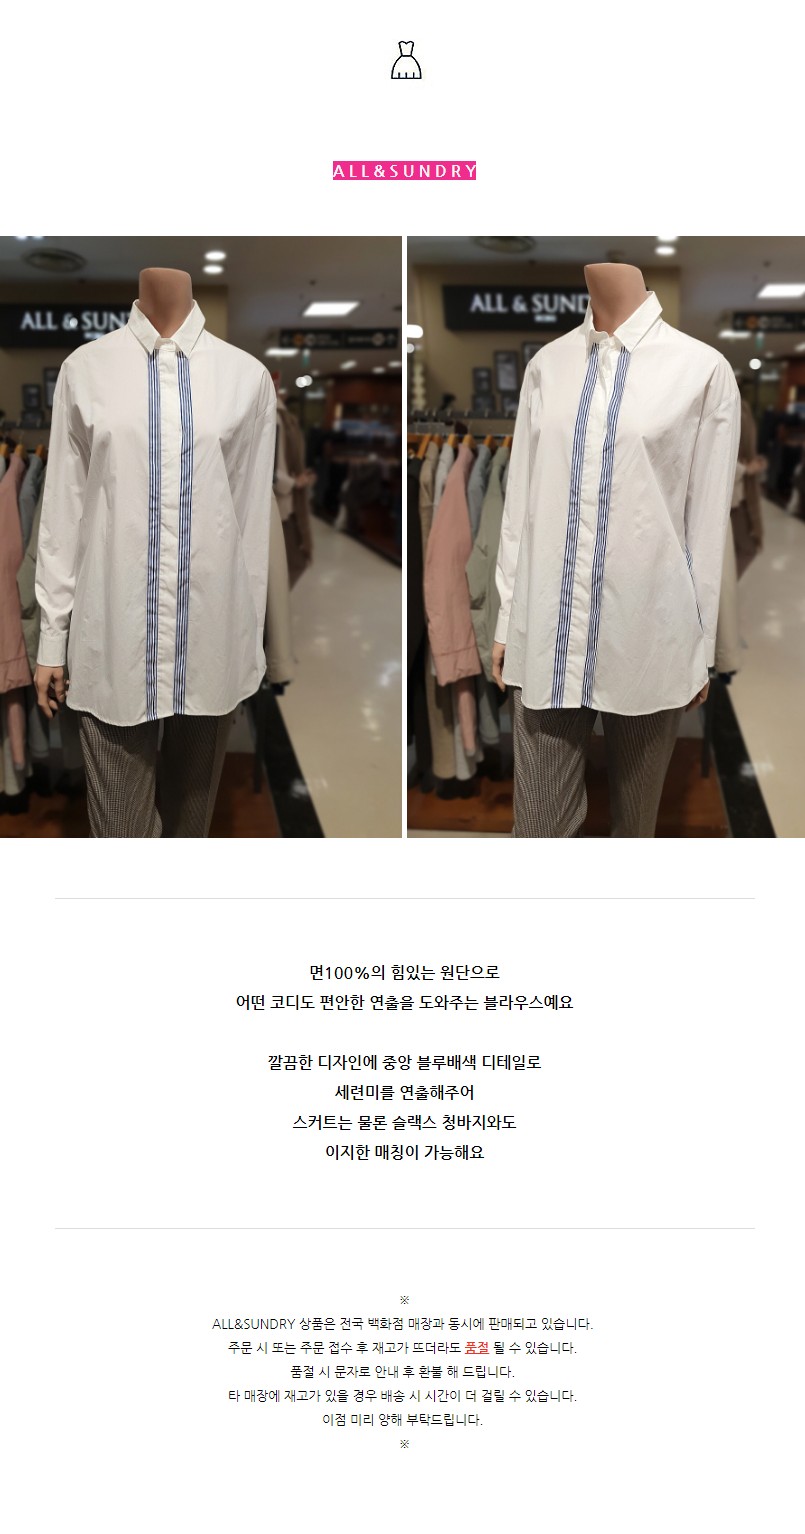 ALL&SUNDRY
ALL & SUN
ALL & SUND
면100%의 힘있는 원단으로
어떤 코디도 편안한 연출을 도와주는 블라우스예요
깔끔한 디자인에 중앙 블루배색 디테일로
세련미를 연출해주어
스커트는 물론 슬랙스 청바지와도
이지한 매칭이 가능해요
※
ALL&SUNDRY 상품은 전국 백화점 매장과 동시에 판매되고 있습니다.
주문 시 또는 주문 접수 후 재고가 뜨더라도 품절 될 수 있습니다.
품절 시 문자로 안내 후 환불 해 드립니다.
타 매장에 재고가 있을 경우 배송 시 시간이 더 걸릴 수 있습니다.
이점 미리 양해 부탁드립니다.
※